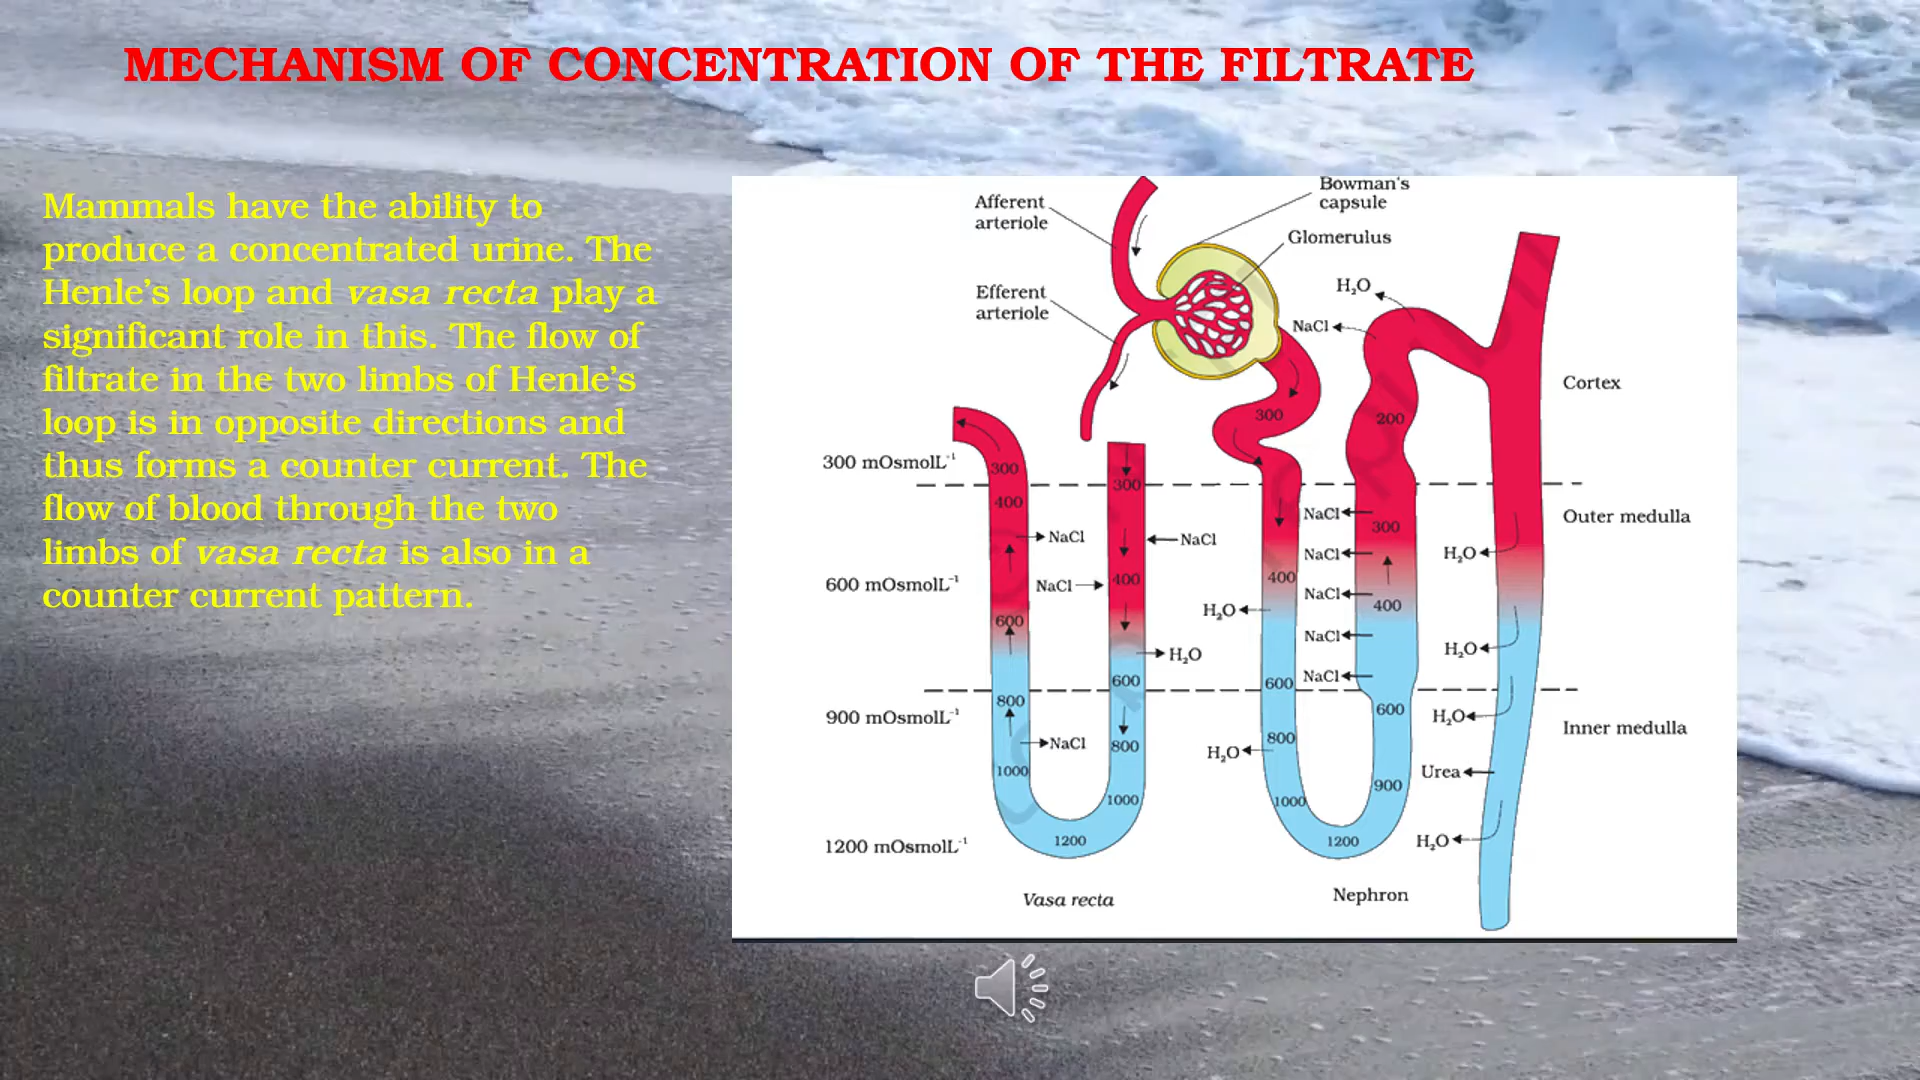 MECHANISM OF CONCENTRATION OF THE FILTRATE
Mammals have the ability to
produce a concentrated urine. The
Henle's loop and vasa recta play a
significant role in this. The flow of
filtrate in the two limbs of Henle's
loop is in opposite directions and
thus forms a counter current. The
flow of blood through the two
limbs of vasa recta is also in a
counter current pattern.
Afferent
arteriole
Bowman's
capsule
Glomerulus
Efferent
arteriole
H₂O
NaCl
Cortex
300
200
300 mOsmolL⁻¹
300
400
300
NaCl
NaCl
NaCl
300
Outer medulla
NaCl
H₂O
600 mOsmolL⁻¹
NaCl
400
400
NaCl
400
H₂O
600
NaCl
H₂O
H₂O
600
600
NaCl
800
600
900 mOsmolL⁻¹
H₂O
Inner medulla
NaCl
800
H₂O
800
1000
Urea
900
1000
1000
1200 mOsmolL⁻¹
1200
1200
H₂O
Vasa recta
Nephron